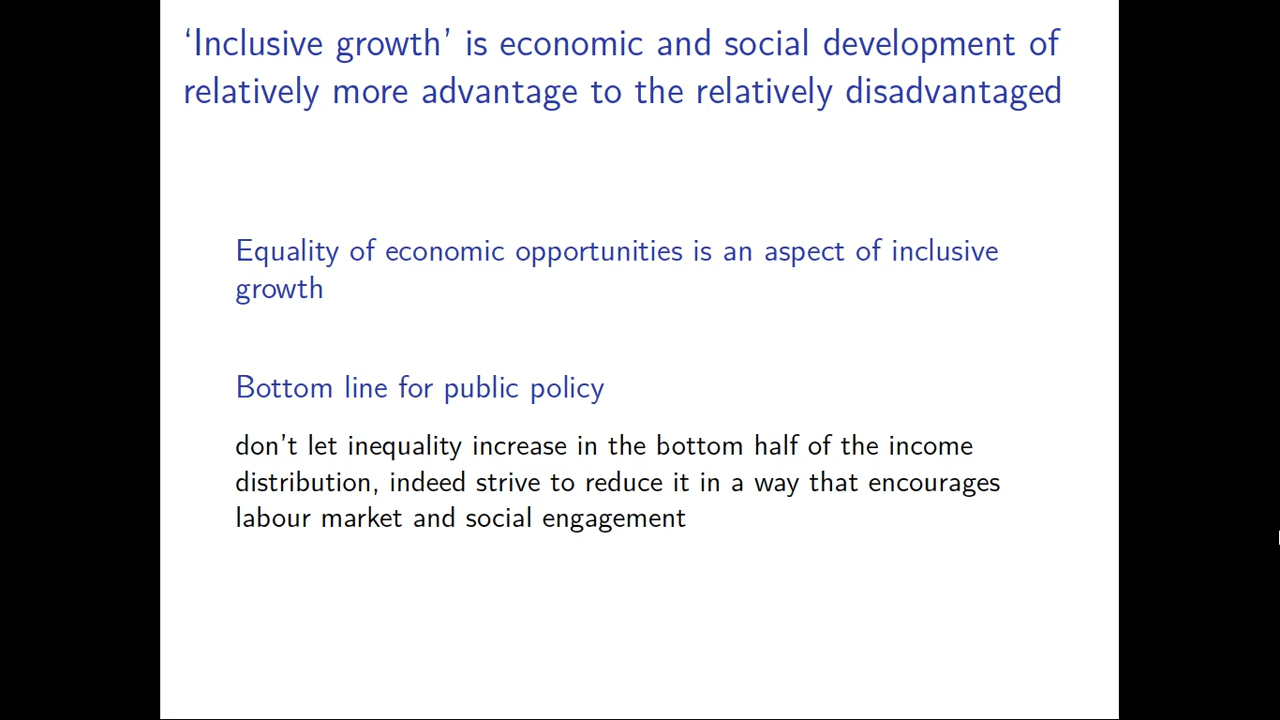 ‘Inclusive growth’ is economic and social development of
relatively more advantage to the relatively disadvantaged
Equality of economic opportunities is an aspect of inclusive
growth
Bottom line for public policy
don’t let inequality increase in the bottom half of the income
distribution, indeed strive to reduce it in a way that encourages
labour market and social engagement